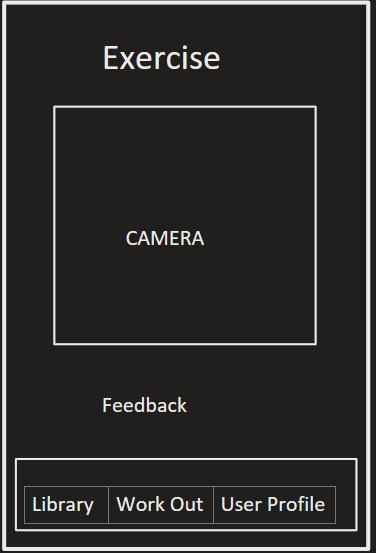 Exercise
CAMERA
Feedback
Library Work Out User Profile